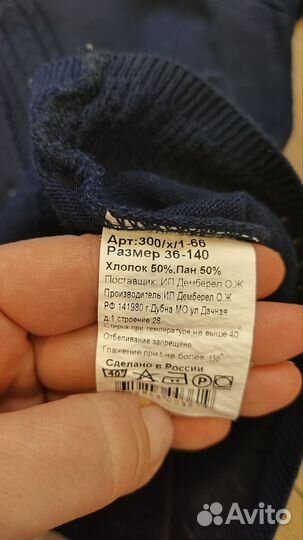 Арт:300/х/1-66
Размер 36-140
Хлопок 50%,Пан 50%
Поставщик: ИП Демберел О.Ж
Производитель:ИП Демберел О Ж
РФ 141980 г Дубна МО ул Дачная
д.1.строение 28
Стирка при температуре не выше 40
Отбеливание запрещено
Глажение при t не более 150°
Сделано в России
40
P
Avito